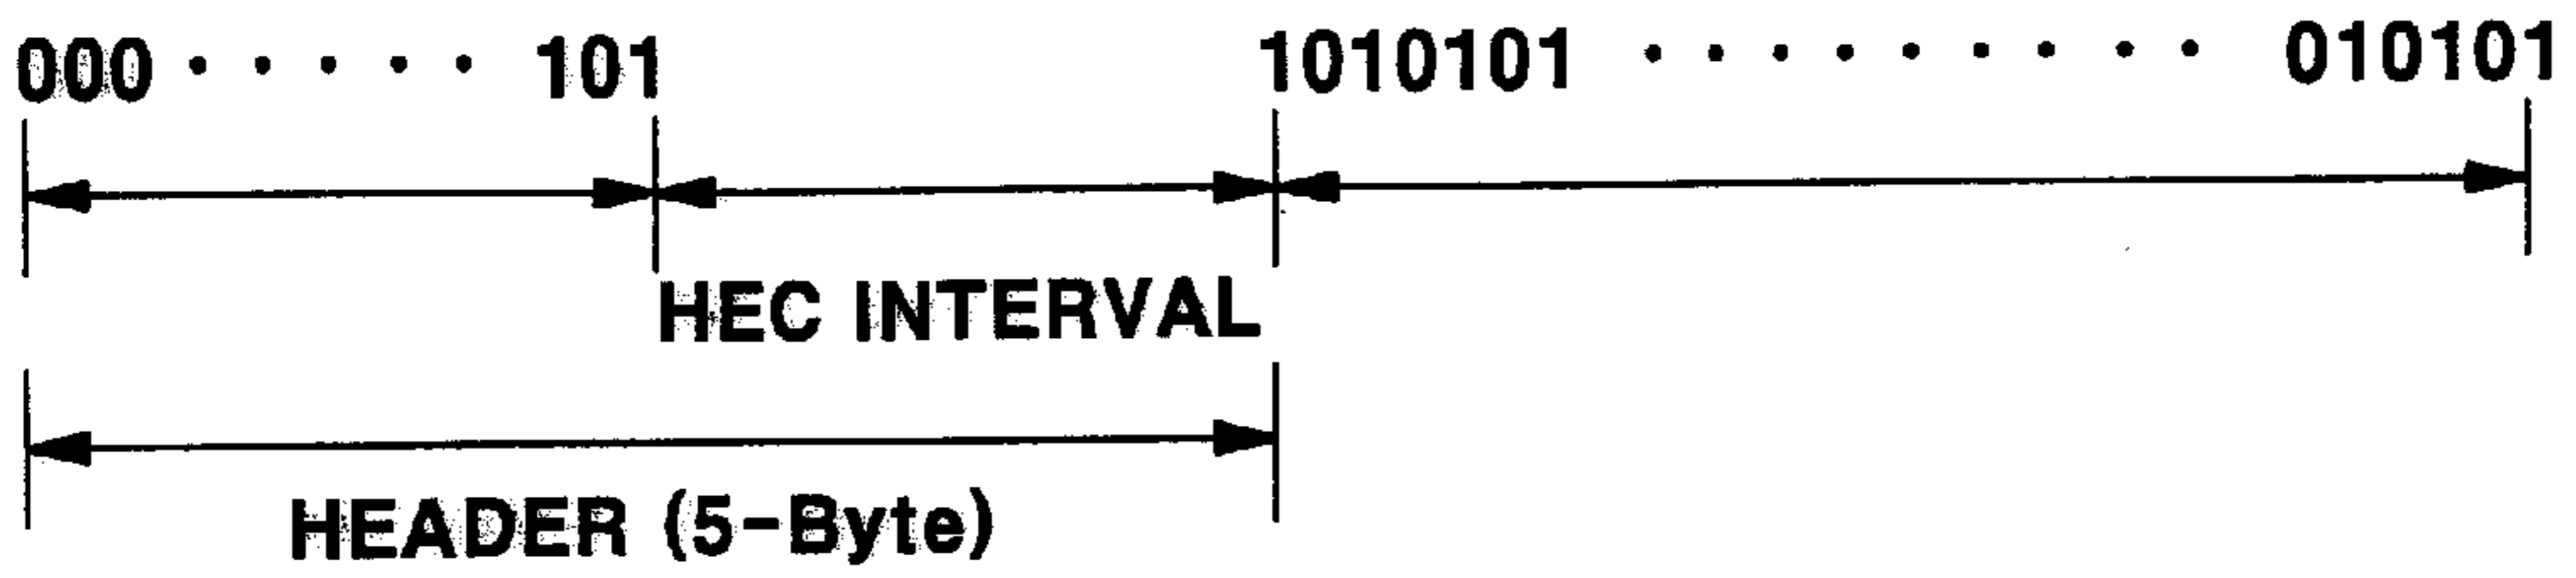 000 · · · · · 101 1010101 · · · · · · · · · 010101
HEC INTERVAL
HEADER (5-Byte)